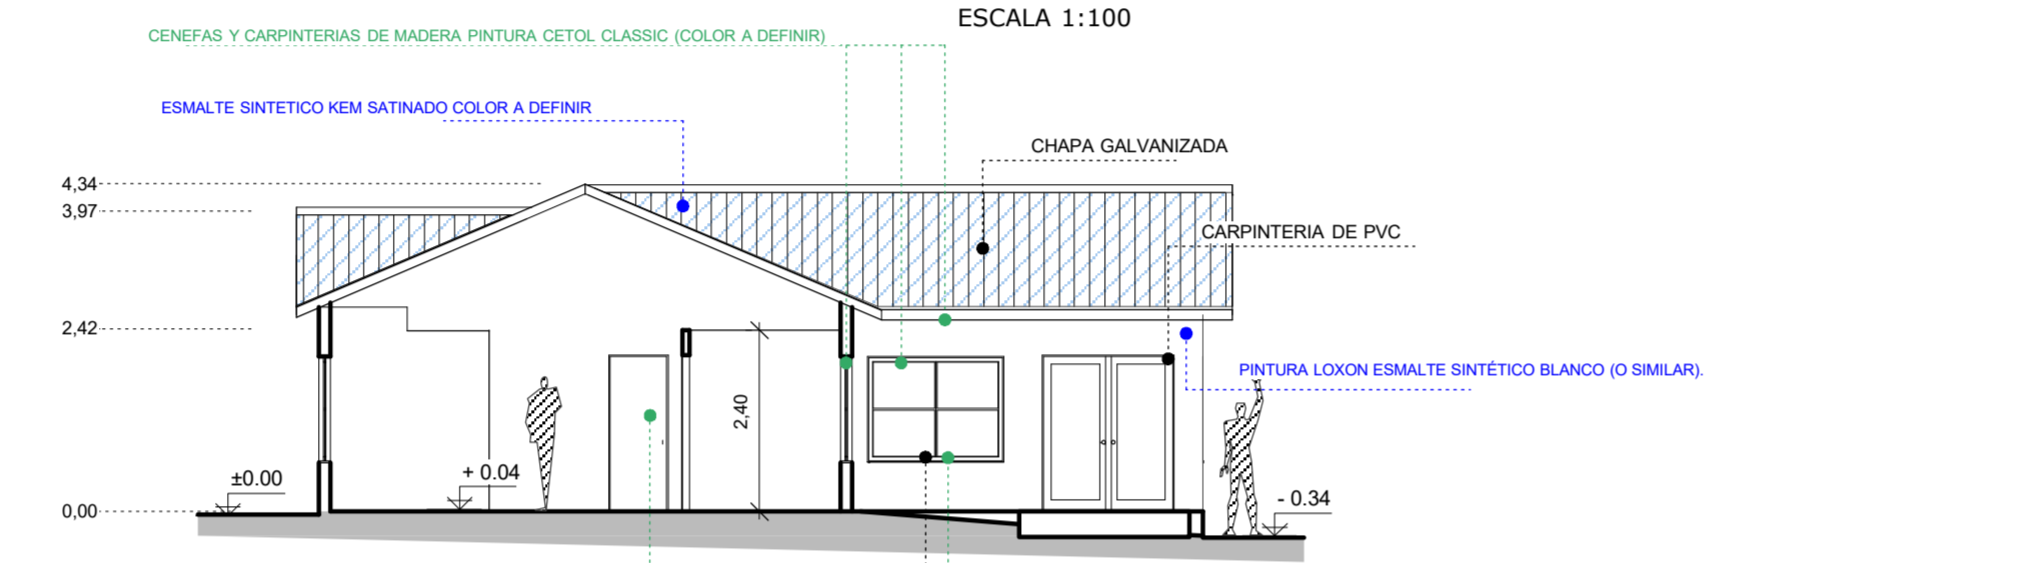 ESCALA 1:100
CENEFAS Y CARPINTERIAS DE MADERA PINTURA CETOL CLASSIC (COLOR A DEFINIR)
ESMALTE SINTETICO KEM SATINADO COLOR A DEFINIR
CHAPA GALVANIZADA
4,34
3,97
CARPINTERIA DE PVC
2,42
PINTURA LOXON ESMALTE SINTÉTICO BLANCO (O SIMILAR).
2,40
+ 0.04
±0.00
- 0.34
0,00